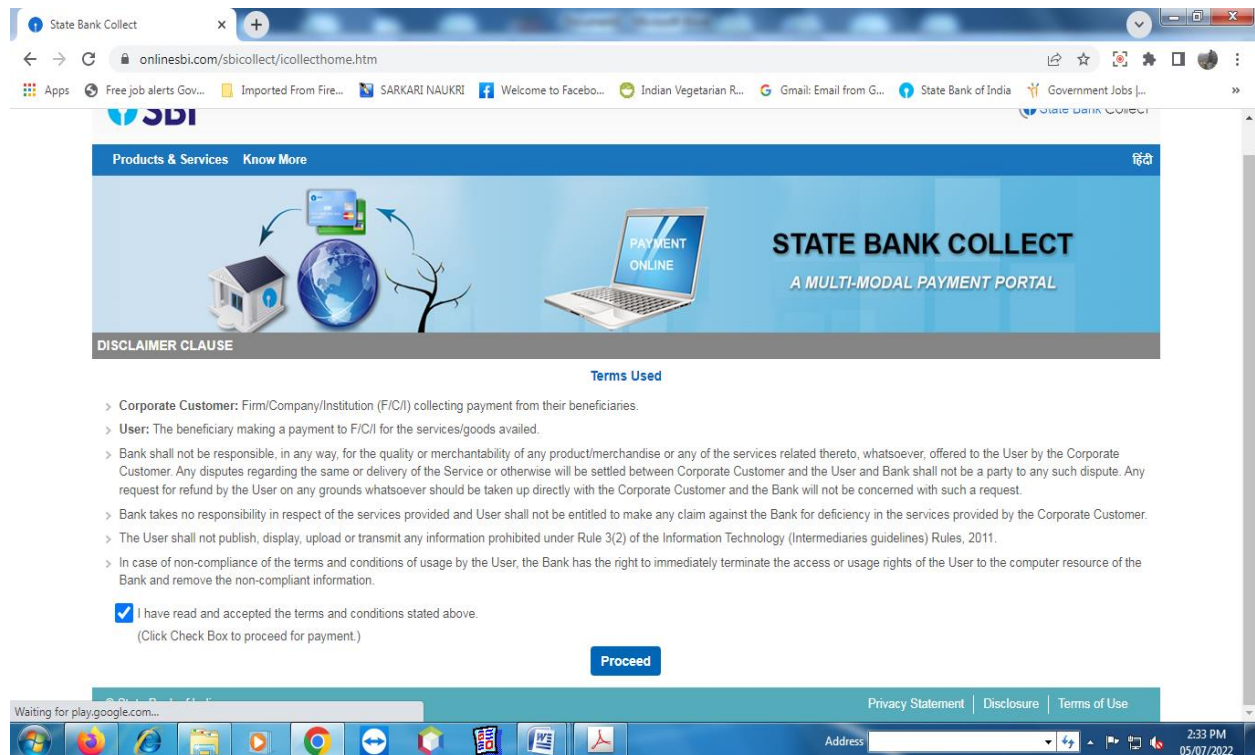 State Bank Collect
onlinesbi.com/sbicollect/icollecthome.htm
Apps Free job alerts Gov... Imported From Fire... SARKARI NAUKRI Welcome to Facebo... Indian Vegetarian R... Gmail: Email from G... State Bank of India Government Jobs |... »
SBI State Bank Collect
Products & Services Know More हिंदी
PAYMENT
ONLINE
STATE BANK COLLECT
A MULTI-MODAL PAYMENT PORTAL
DISCLAIMER CLAUSE
Terms Used
Corporate Customer: Firm/Company/Institution (F/C/I) collecting payment from their beneficiaries.
User: The beneficiary making a payment to F/C/I for the services/goods availed.
Bank shall not be responsible, in any way, for the quality or merchantability of any product/merchandise or any of the services related thereto, whatsoever, offered to the User by the Corporate
Customer. Any disputes regarding the same or delivery of the Service or otherwise will be settled between Corporate Customer and the User and Bank shall not be a party to any such dispute. Any
request for refund by the User on any grounds whatsoever should be taken up directly with the Corporate Customer and the Bank will not be concerned with such a request.
Bank takes no responsibility in respect of the services provided and User shall not be entitled to make any claim against the Bank for deficiency in the services provided by the Corporate Customer.
The User shall not publish, display, upload or transmit any information prohibited under Rule 3(2) of the Information Technology (Intermediaries guidelines) Rules, 2011.
In case of non-compliance of the terms and conditions of usage by the User, the Bank has the right to immediately terminate the access or usage rights of the User to the computer resource of the
Bank and remove the non-compliant information.
I have read and accepted the terms and conditions stated above.
(Click Check Box to proceed for payment.)
Proceed
© State Bank of India Privacy Statement | Disclosure | Terms of Use
Waiting for play.google.com...
Address
2:33 PM
05/07/2022